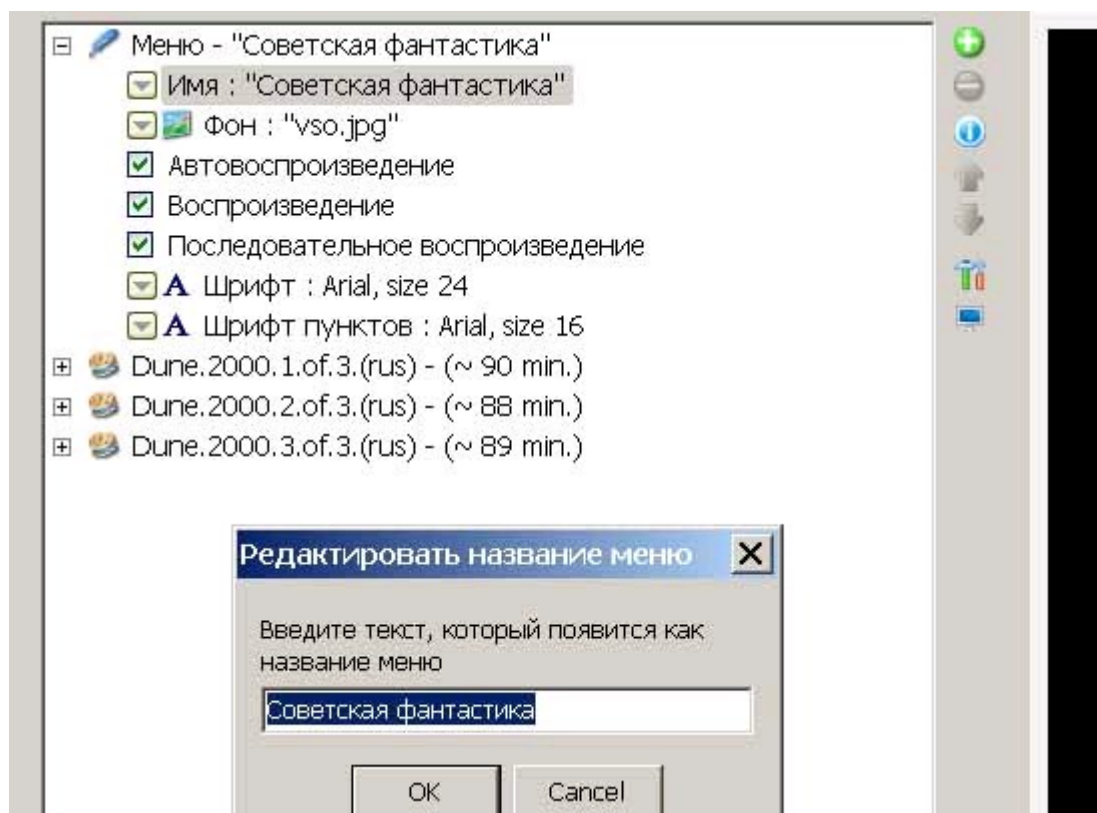 Меню - "Советская фантастика"
Имя : "Советская фантастика"
Фон : "vso.jpg"
Автовоспроизведение
Воспроизведение
Последовательное воспроизведение
A Шрифт : Arial, size 24
A Шрифт пунктов : Arial, size 16
Dune.2000.1.of.3.(rus) - (~ 90 min.)
Dune.2000.2.of.3.(rus) - (~ 88 min.)
Dune.2000.3.of.3.(rus) - (~ 89 min.)
Редактировать название меню
Введите текст, который появится как
название меню
Советская фантастика
OK Cancel